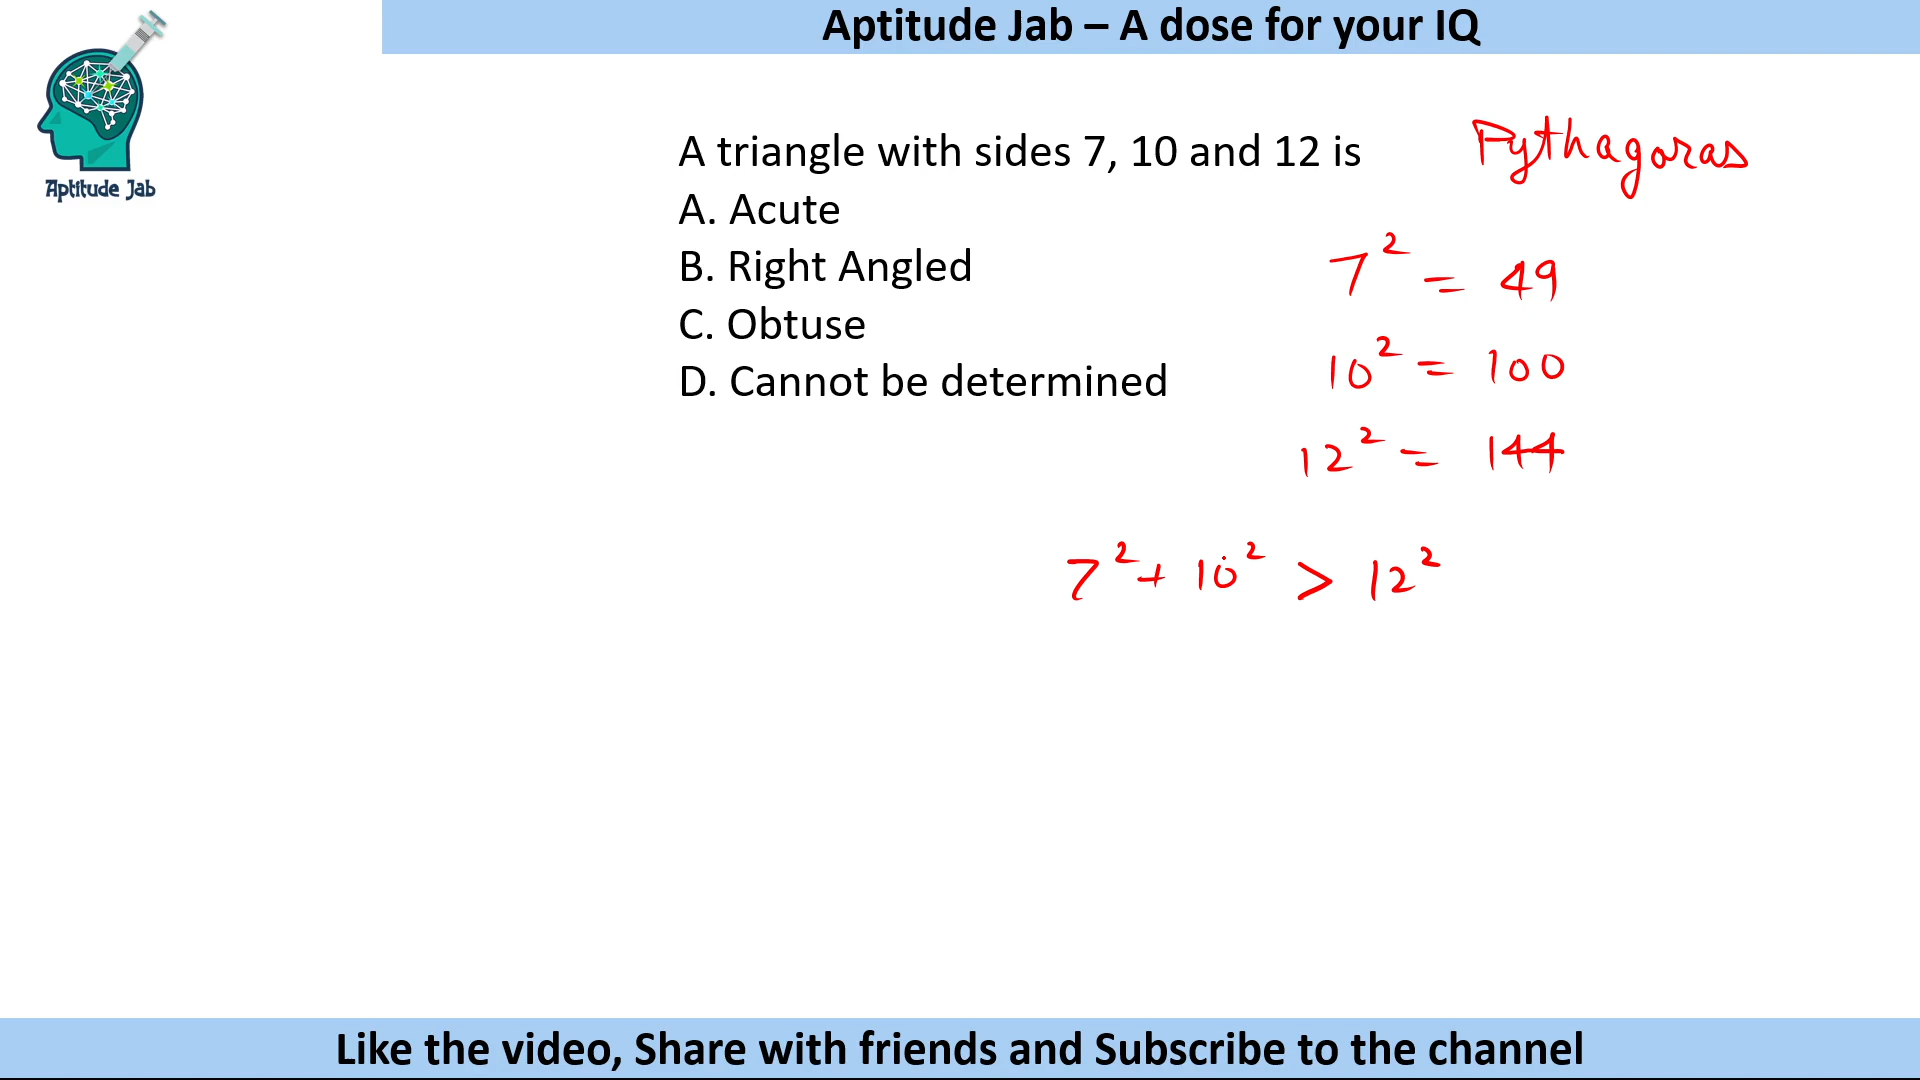 Aptitude Jab – A dose for your IQ
Aptitude Jab
A triangle with sides 7, 10 and 12 is
A. Acute
B. Right Angled
C. Obtuse
D. Cannot be determined
Pythagoras
7² = 49
10² = 100
12² = 144
7² + 10² > 12²
Like the video, Share with friends and Subscribe to the channel